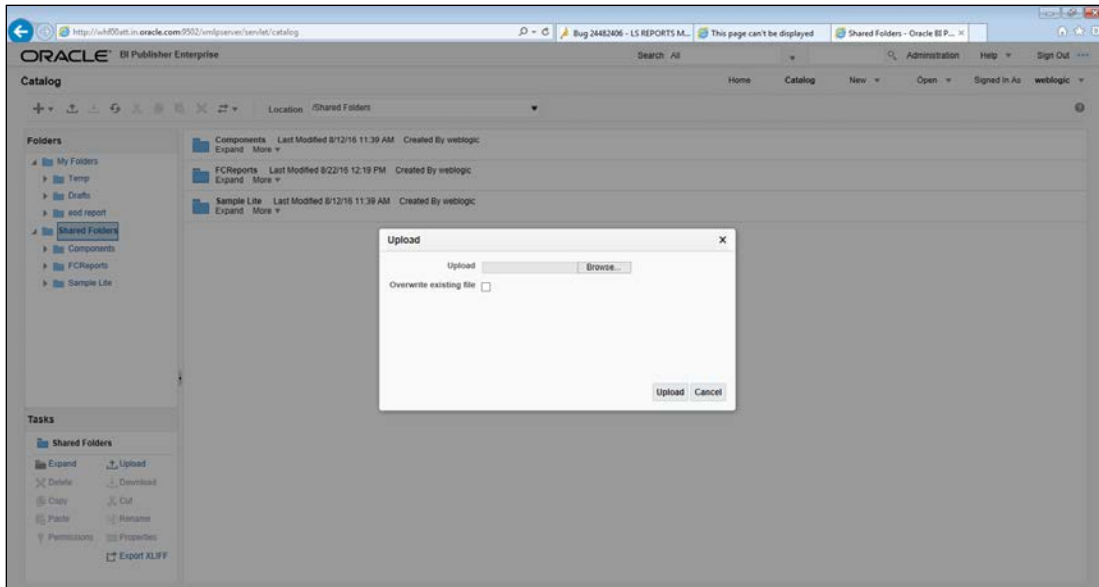 http://whf00att.in.oracle.com:9502/xmlpserver/servlet/catalog
Bug 24482406 - LS REPORTS M...
This page can't be displayed
Shared Folders - Oracle BI P...
ORACLE BI Publisher Enterprise
Search All
Administration
Help
Sign Out
Catalog
Home
Catalog
New
Open
Signed In As weblogic
Location /Shared Folders
Folders
My Folders
Temp
Drafts
eod report
Shared Folders
Components
FCReports
Sample Lite
Components Last Modified 8/12/16 11:39 AM Created By weblogic
Expand More
FCReports Last Modified 8/22/16 12:19 PM Created By weblogic
Expand More
Sample Lite Last Modified 8/12/16 11:39 AM Created By weblogic
Expand More
Upload
Upload Browse...
Overwrite existing file
Upload Cancel
Tasks
Shared Folders
Expand Upload
Delete Download
Copy Cut
Paste Rename
Permissions Properties
Export XLIFF